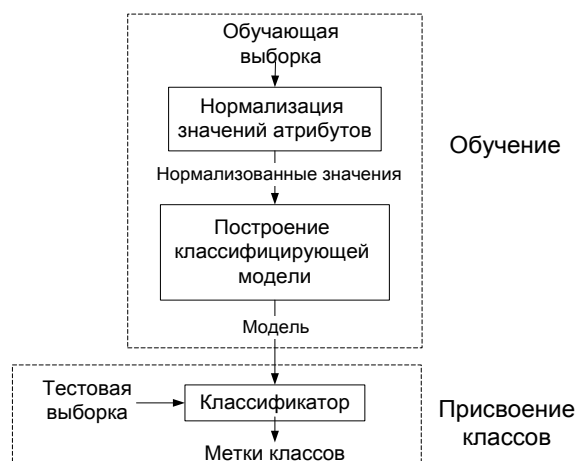 Обучающая
выборка
Нормализация
значений атрибутов
Обучение
Нормализованные значения
Построение
классифицирующей
модели
Модель
Тестовая
выборка
Классификатор
Присвоение
классов
Метки классов